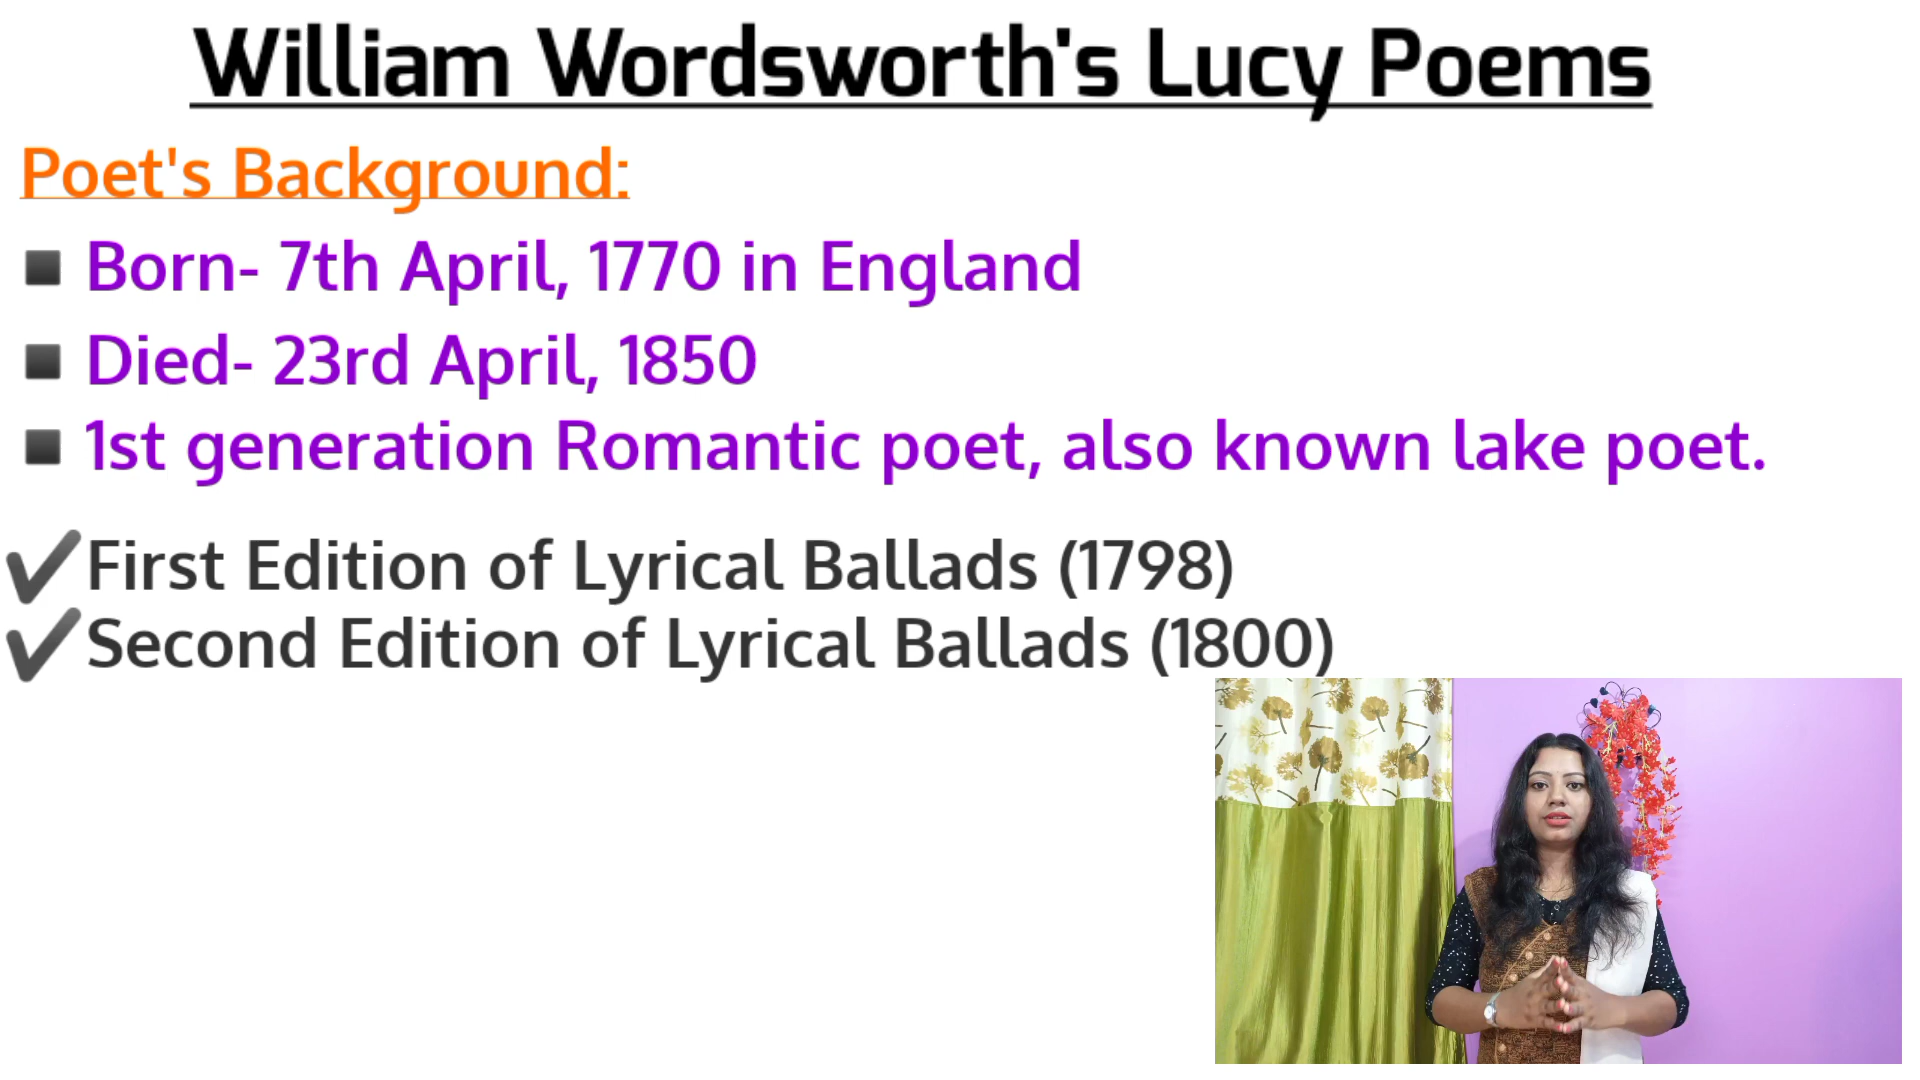 William Wordsworth's Lucy Poems
Poet's Background:
▪ Born- 7th April, 1770 in England
▪ Died- 23rd April, 1850
▪ 1st generation Romantic poet, also known lake poet.
✔First Edition of Lyrical Ballads (1798)
✔Second Edition of Lyrical Ballads (1800)